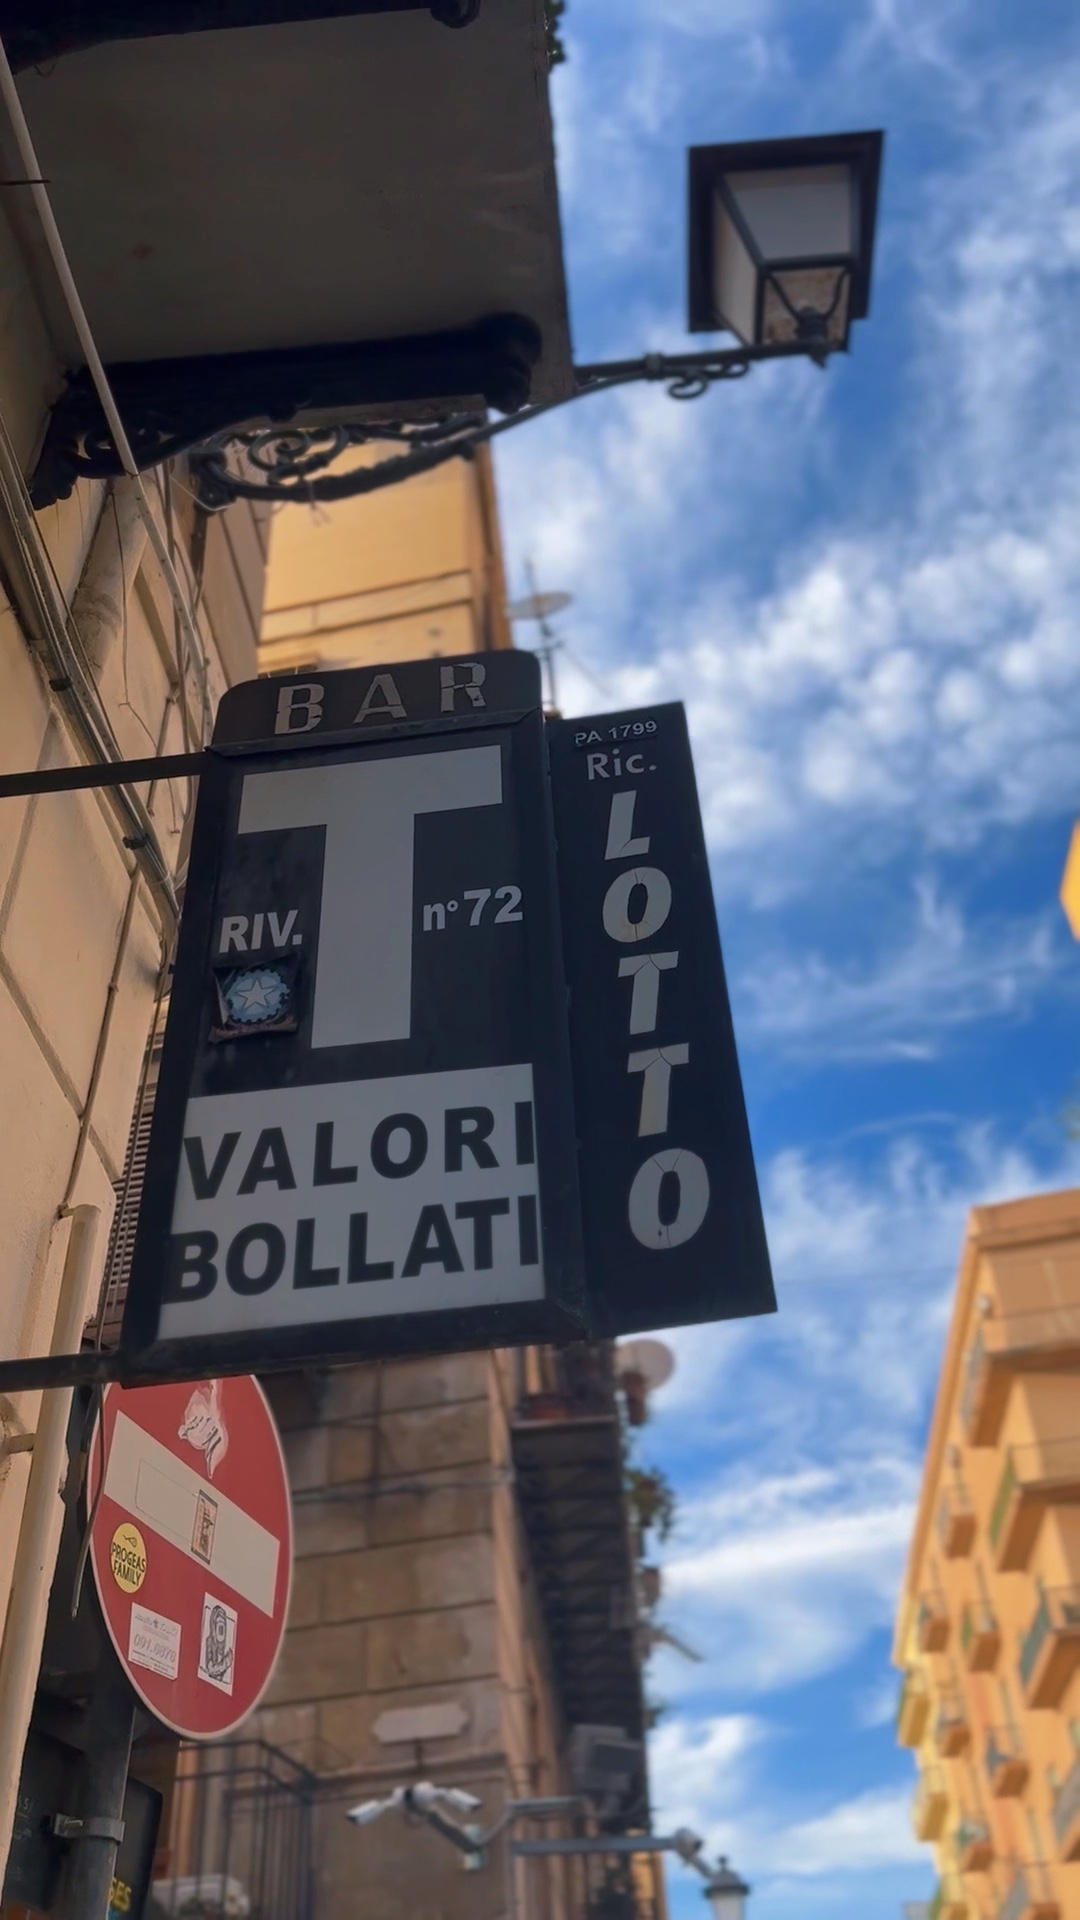 BAR
T
RIV.
n° 72
VALORI
BOLLATI
PA 1799
Ric.
LOTTO
PROGEAS
FAMILY